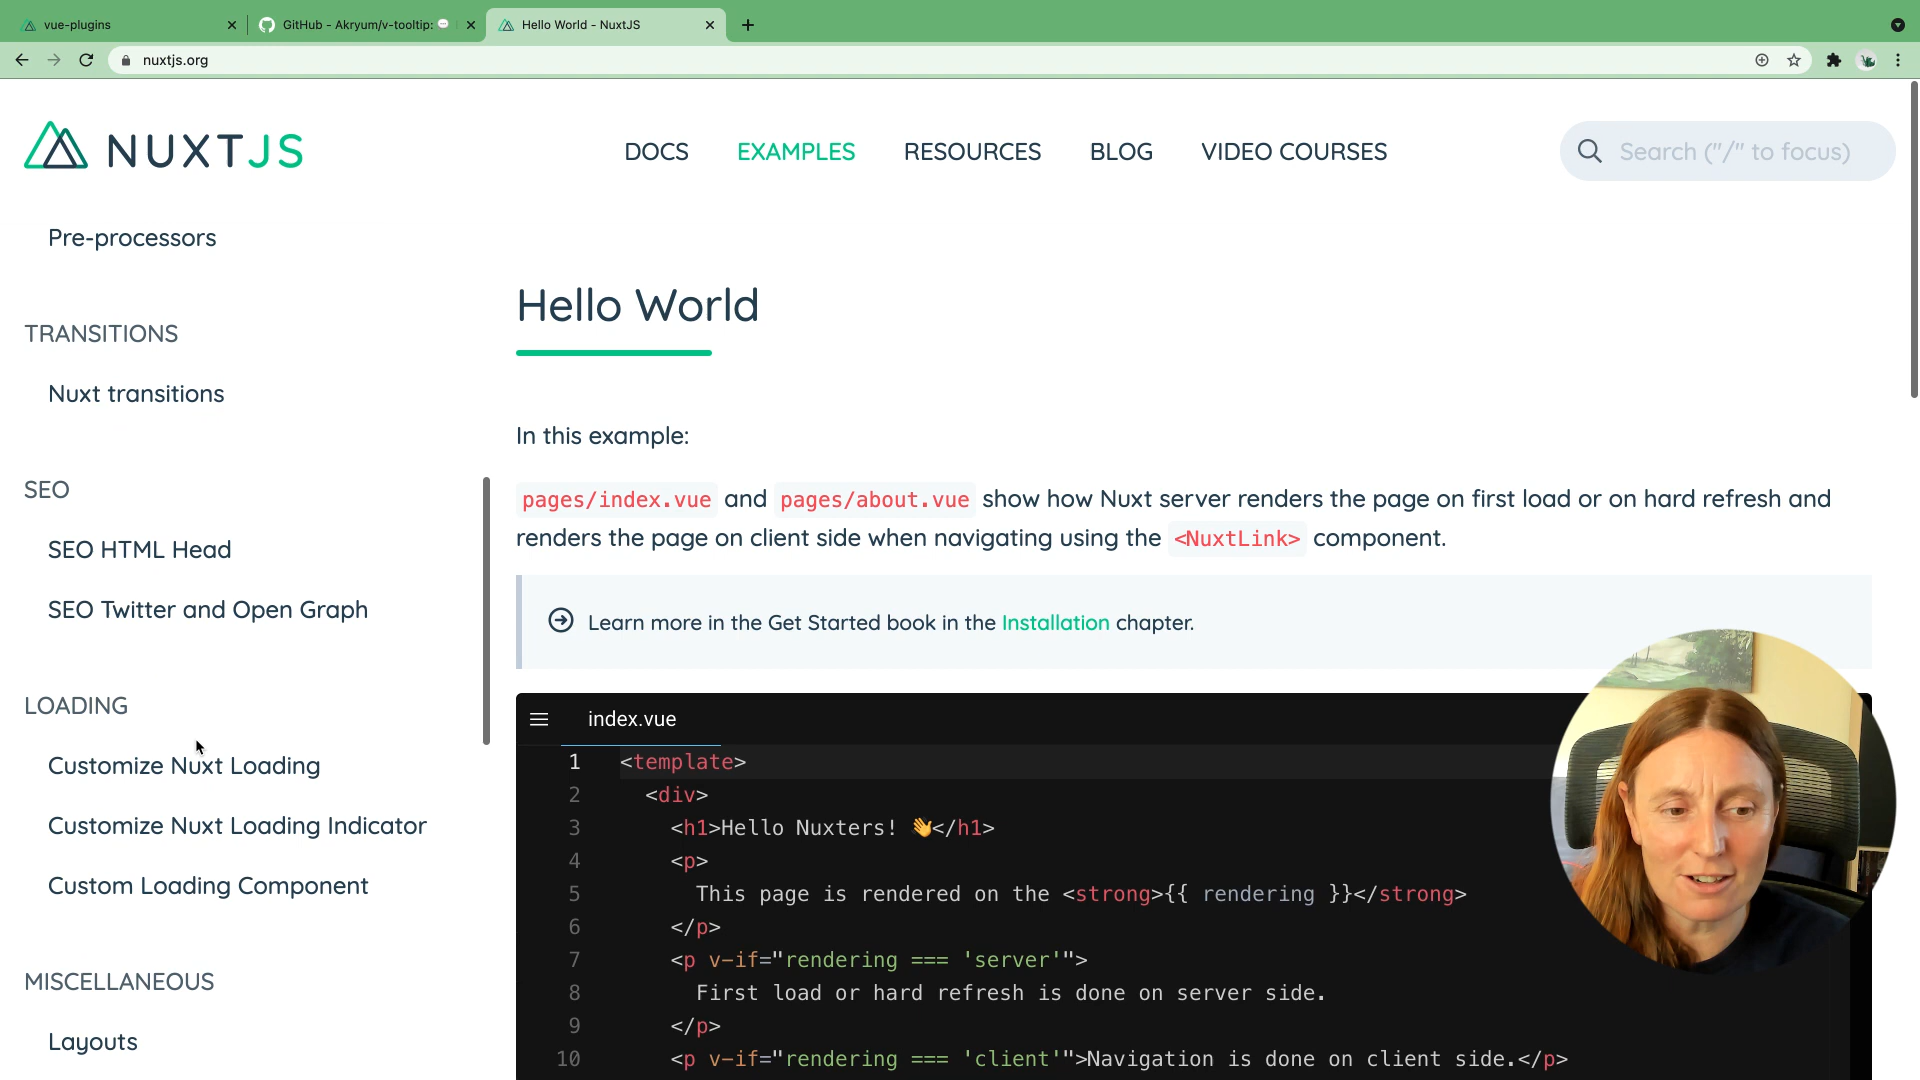 vue-plugins
GitHub - Akryum/v-tooltip: 💬
Hello World - NuxtJS
nuxtjs.org
NUXTJS
DOCS
EXAMPLES
RESOURCES
BLOG
VIDEO COURSES
Search ("/" to focus)
Pre-processors
TRANSITIONS
Nuxt transitions
SEO
SEO HTML Head
SEO Twitter and Open Graph
LOADING
Customize Nuxt Loading
Customize Nuxt Loading Indicator
Custom Loading Component
MISCELLANEOUS
Layouts
Hello World
In this example:
pages/index.vue and pages/about.vue show how Nuxt server renders the page on first load or on hard refresh and
renders the page on client side when navigating using the <NuxtLink> component.
Learn more in the Get Started book in the Installation chapter.
index.vue
1 <template>
2 <div>
3 <h1>Hello Nuxters! 👋</h1>
4 <p>
5 This page is rendered on the <strong>{{ rendering }}</strong>
6 </p>
7 <p v-if="rendering === 'server'">
8 First load or hard refresh is done on server side.
9 </p>
10 <p v-if="rendering === 'client'">Navigation is done on client side.</p>